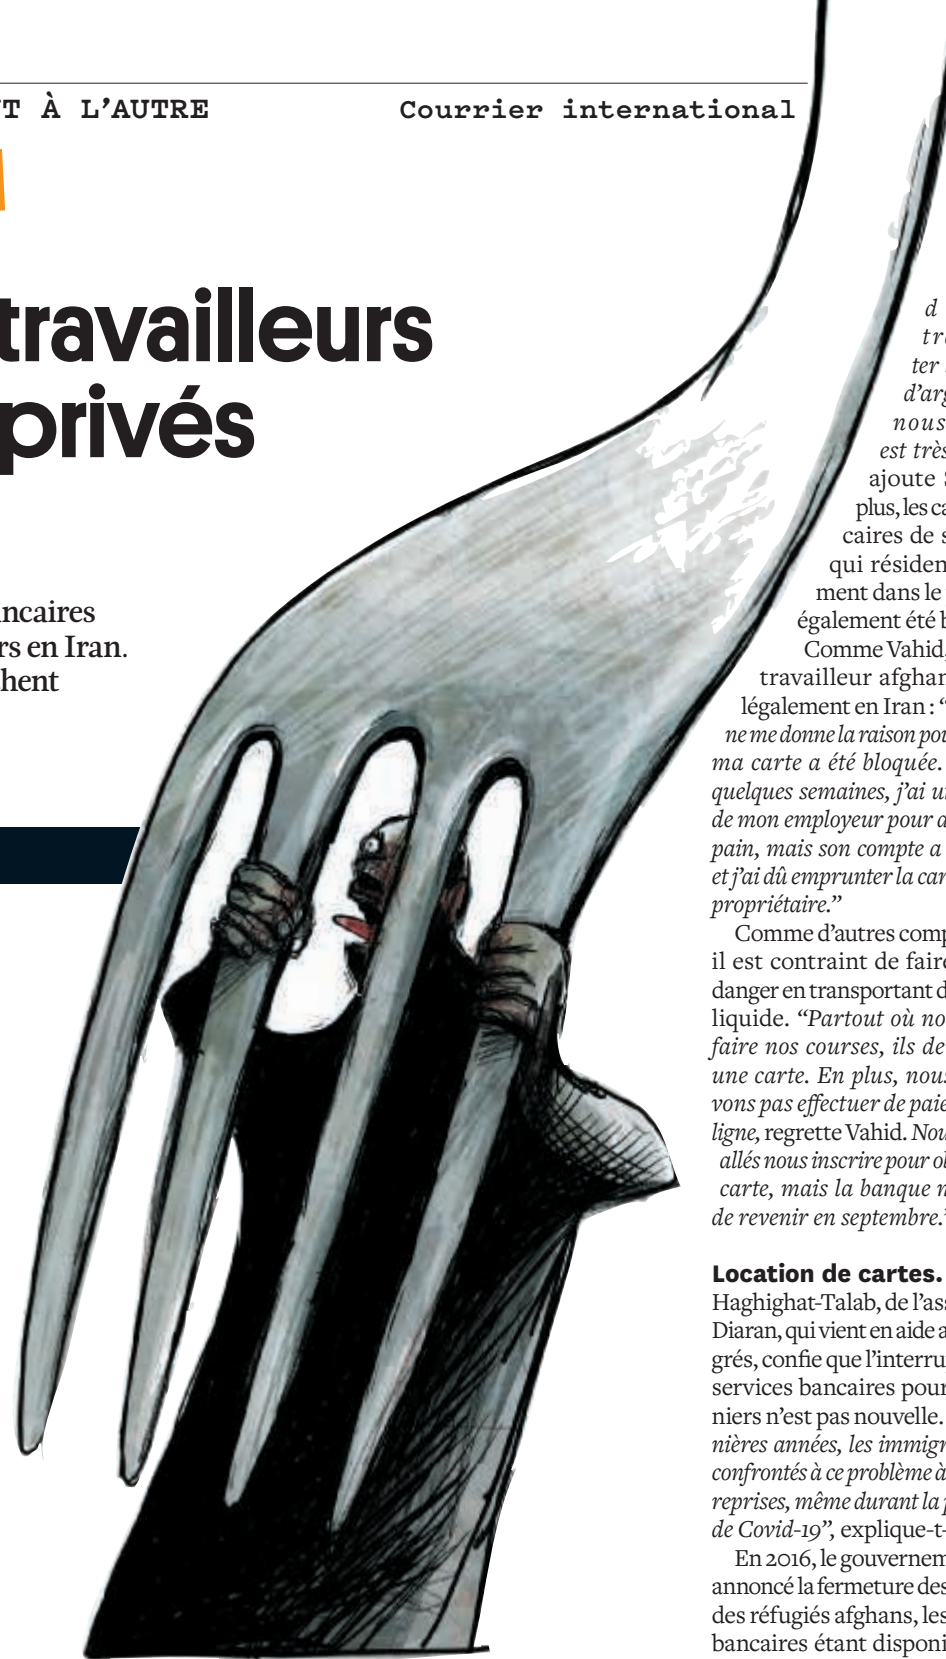 T À L’AUTRE
Courrier international
travailleurs
privés
ncaires
rs en Iran.
hent
d
tra
ter
d’arg
nous
est très
ajoute S
plus, les ca
caires de s
qui résiden
ment dans le
également été b
Comme Vahid,
travailleur afghan
légalement en Iran : “
ne me donne la raison pou
ma carte a été bloquée.
quelques semaines, j’ai u
de mon employeur pour a
pain, mais son compte a
et j’ai dû emprunter la car
propriétaire.”
Comme d’autres comp
il est contraint de faire
danger en transportant d
liquide. “Partout où no
faire nos courses, ils de
une carte. En plus, nous
vons pas effectuer de paie
ligne, regrette Vahid. Nou
allés nous inscrire pour ob
carte, mais la banque n
de revenir en septembre.”
Location de cartes.
Haghighat-Talab, de l’ass
Diaran, qui vient en aide a
grés, confie que l’interru
services bancaires pour
niers n’est pas nouvelle.
nières années, les immigr
confrontés à ce problème à
reprises, même durant la p
de Covid-19”, explique-t-
En 2016, le gouvernem
annoncé la fermeture des
des réfugiés afghans, les
bancaires étant disponi